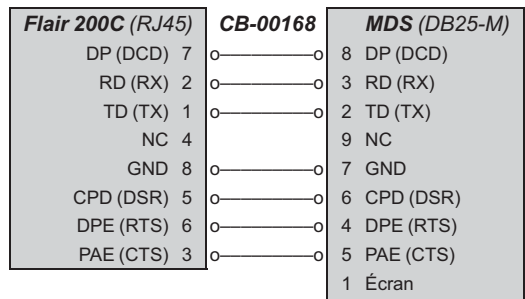 Flair 200C (RJ45) CB-00168 MDS (DB25-M)
DP (DCD) 7 o o 8 DP (DCD)
RD (RX) 2 o o 3 RD (RX)
TD (TX) 1 o o 2 TD (TX)
NC 4 9 NC
GND 8 o o 7 GND
CPD (DSR) 5 o o 6 CPD (DSR)
DPE (RTS) 6 o o 4 DPE (RTS)
PAE (CTS) 3 o o 5 PAE (CTS)
1 Écran